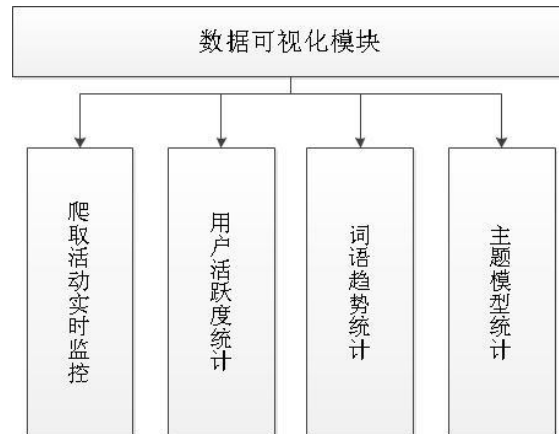 数据可视化模块
爬取活动实时监控
用户活跃度统计
词语趋势统计
主题模型统计